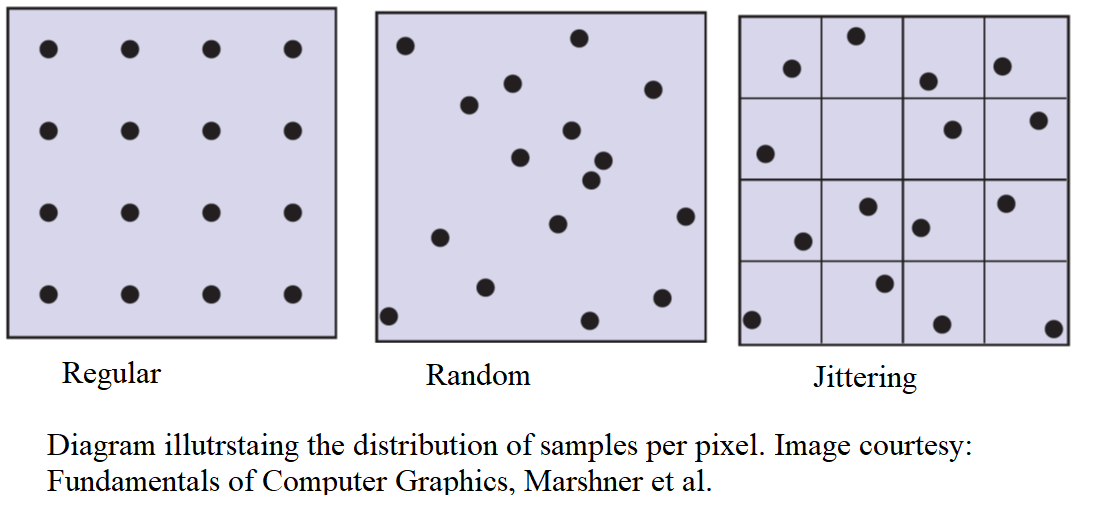 Regular
Random
Jittering
Diagram illutrstaing the distribution of samples per pixel. Image courtesy:
Fundamentals of Computer Graphics, Marshner et al.